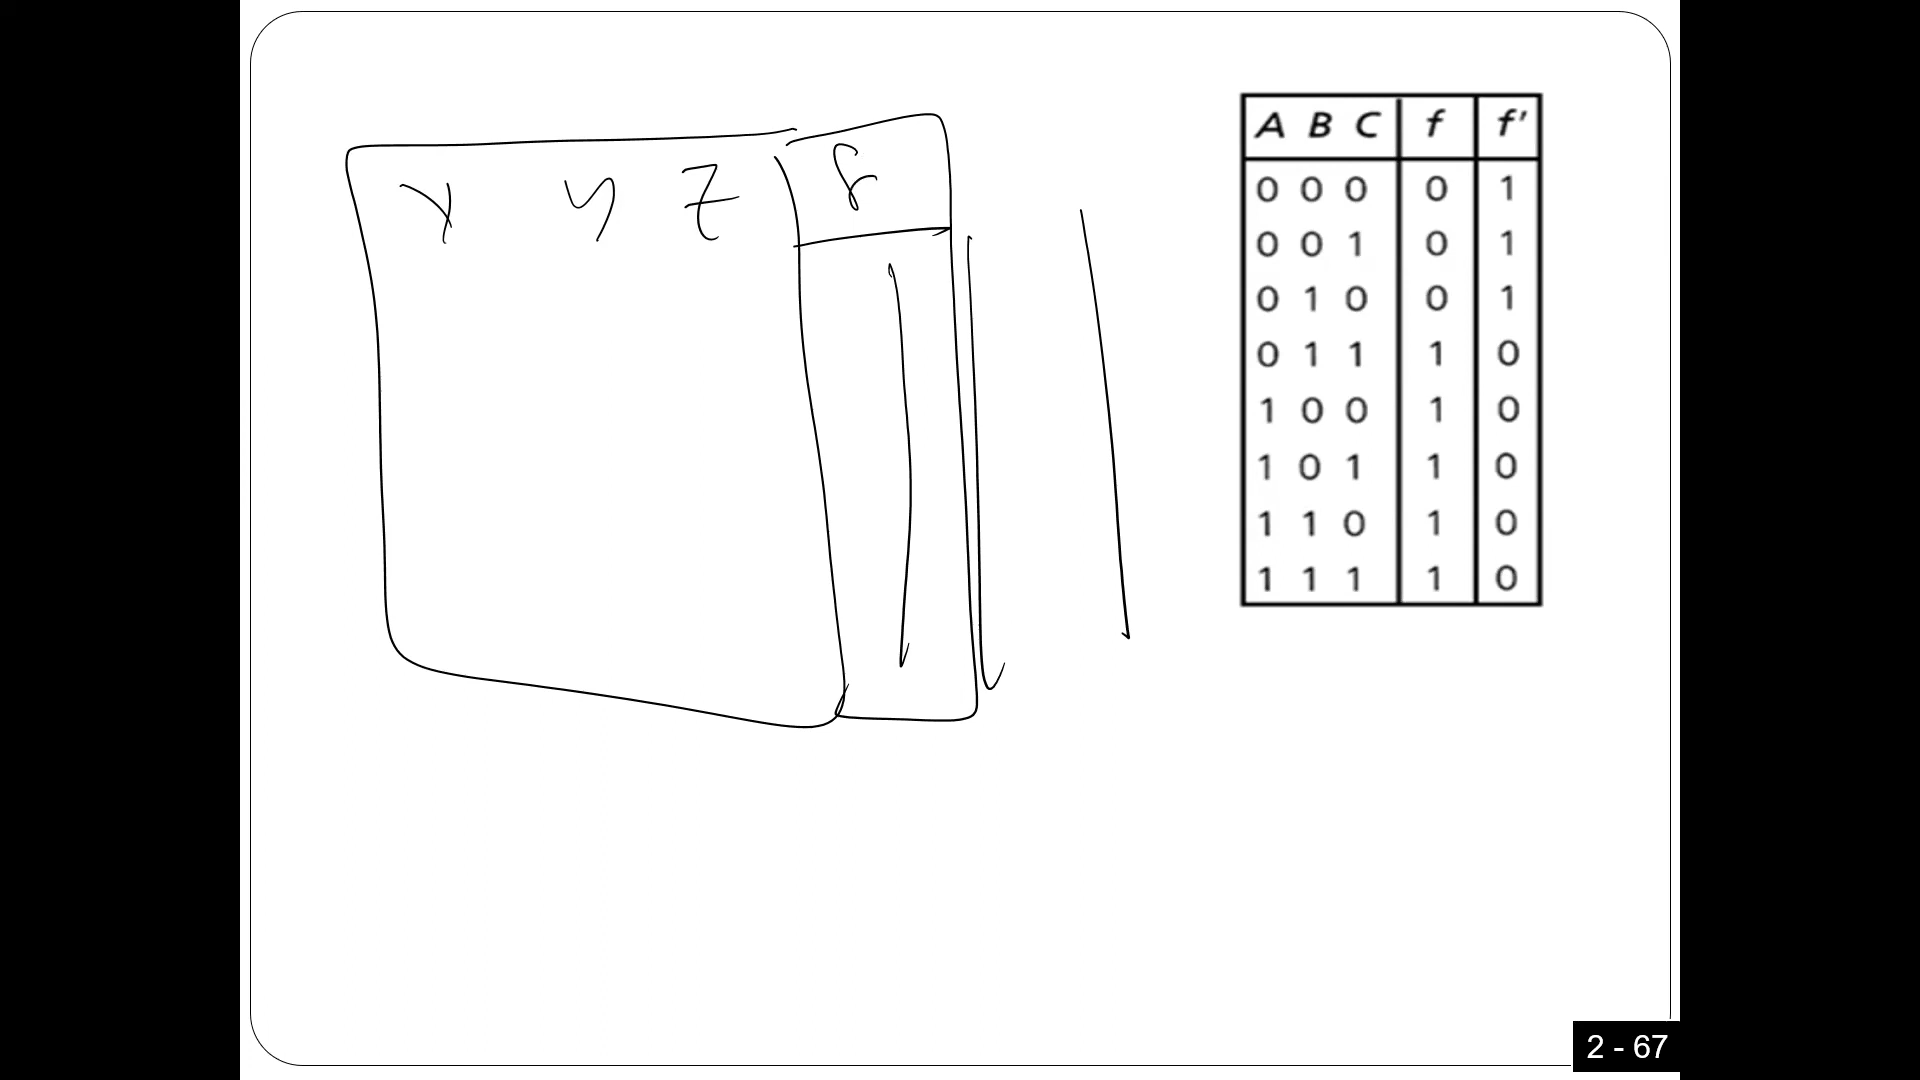 x y z f
A B C f f'
0 0 0 0 1
0 0 1 0 1
0 1 0 0 1
0 1 1 1 0
1 0 0 1 0
1 0 1 1 0
1 1 0 1 0
1 1 1 1 0
2 - 67